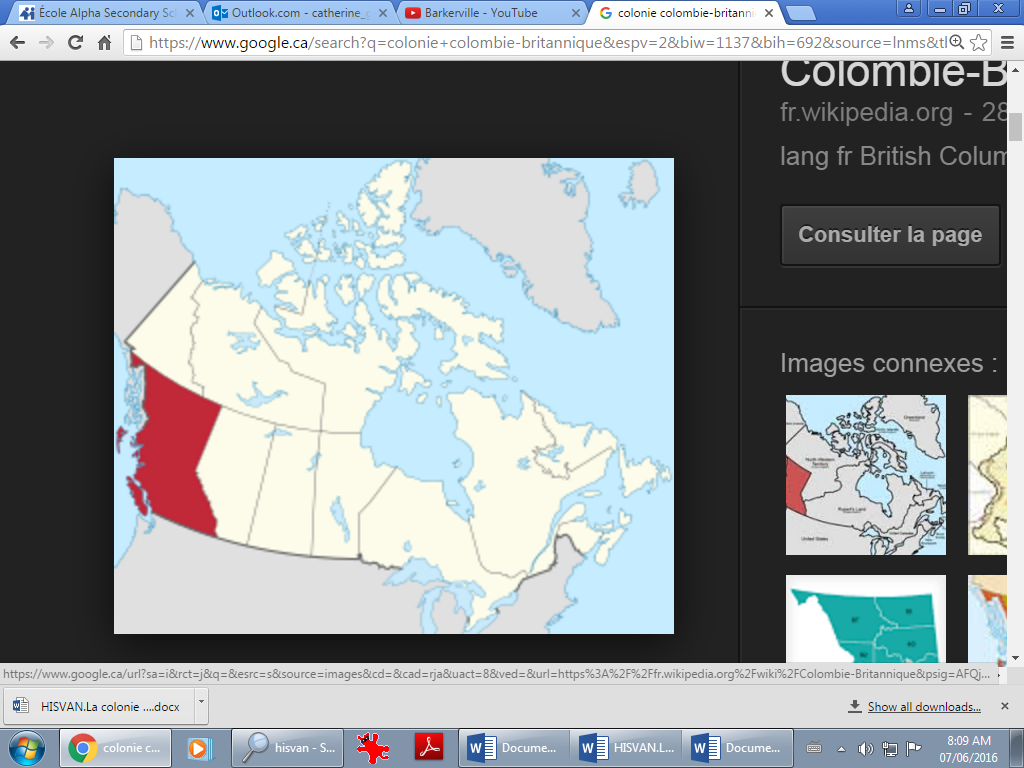 École Alpha Secondary Sc
Outlook.com - catherine_
Barkerville - YouTube
colonie colombie-britanni
https://www.google.ca/search?q=colonie+colombie-britannique&espv=2&biw=1137&bih=692&source=lnms&tl
Colombie-B
fr.wikipedia.org - 28
lang fr British Colum
Consulter la page
Images connexes :
https://www.google.ca/url?sa=i&rct=j&q=&esrc=s&source=images&cd=&cad=rja&uact=8&ved=&url=https%3A%2F%2Ffr.wikipedia.org%2Fwiki%2FColombie-Britannique&psig=AFQj...
HISVAN.La colonie ....docx
Show all downloads...
colonie c...
hisvan - S...
Docume...
HISVAN.L...
Docume...
8:09 AM
07/06/2016